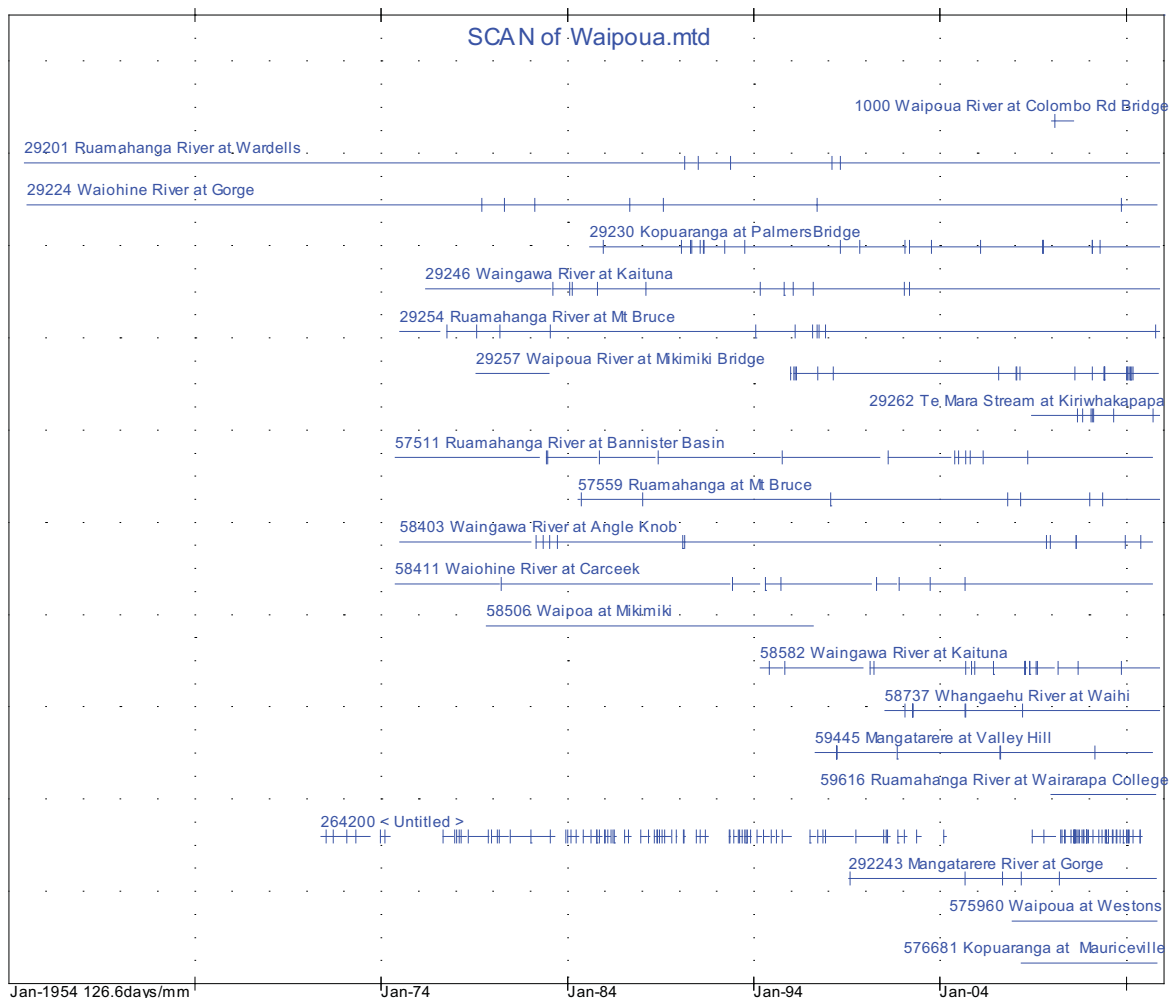 SCAN of Waipoua.mtd
1000 Waipoua River at Colombo Rd Bridge
29201 Ruamahanga River at Wardells
29224 Waiohine River at Gorge
29230 Kopuaranga at PalmersBridge
29246 Waingawa River at Kaituna
29254 Ruamahanga River at Mt Bruce
29257 Waipoua River at Mikimiki Bridge
29262 Te Mara Stream at Kiriwhakapapa
57511 Ruamahanga River at Bannister Basin
57559 Ruamahanga at Mt Bruce
58403 Waingawa River at Angle Knob
58411 Waiohine River at Carceek
58506 Waipoa at Mikimiki
58582 Waingawa River at Kaituna
58737 Whangaehu River at Waihi
59445 Mangatarere at Valley Hill
59616 Ruamahanga River at Wairarapa College
264200 < Untitled >
292243 Mangatarere River at Gorge
575960 Waipoua at Westons
576681 Kopuaranga at Mauriceville
Jan-1954 126.6days/mm Jan-74 Jan-84 Jan-94 Jan-04